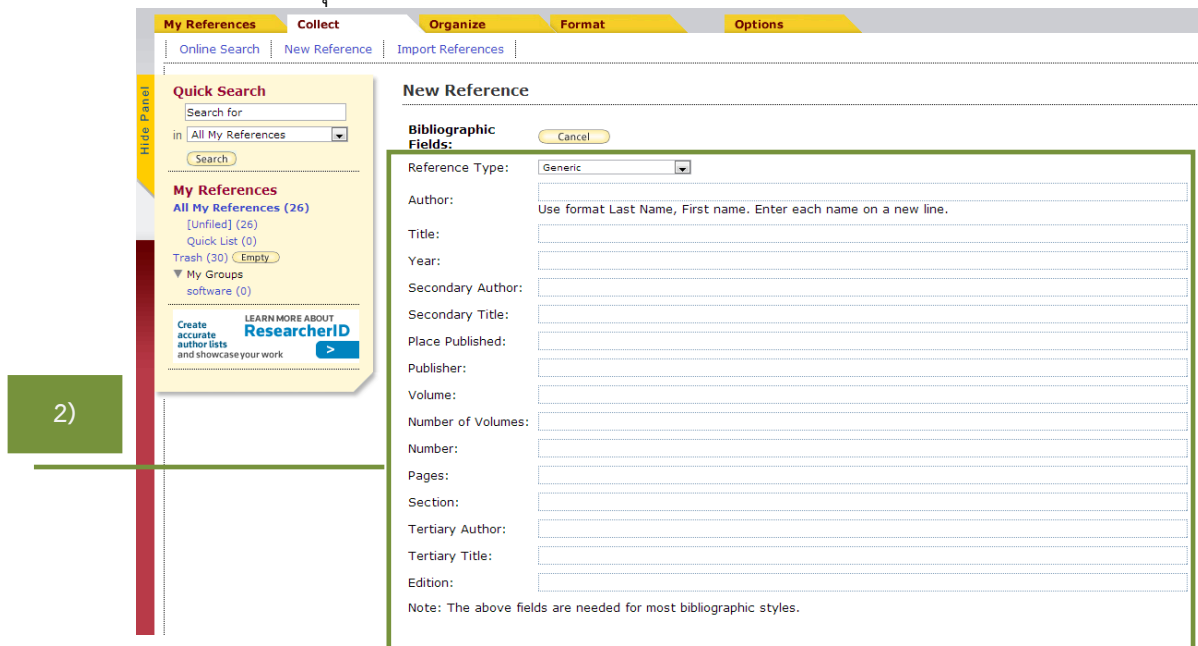 My References Collect Organize Format Options
Online Search New Reference Import References
Hide Panel
Quick Search
Search for
in All My References
Search
My References
All My References (26)
[Unfiled] (26)
Quick List (0)
Trash (30) Empty
▼ My Groups
software (0)
Create accurate author lists and showcase your work
LEARN MORE ABOUT
ResearcherID
>
2)
New Reference
Bibliographic Fields: Cancel
Reference Type: Generic
Author:
Use format Last Name, First name. Enter each name on a new line.
Title:
Year:
Secondary Author:
Secondary Title:
Place Published:
Publisher:
Volume:
Number of Volumes:
Number:
Pages:
Section:
Tertiary Author:
Tertiary Title:
Edition:
Note: The above fields are needed for most bibliographic styles.